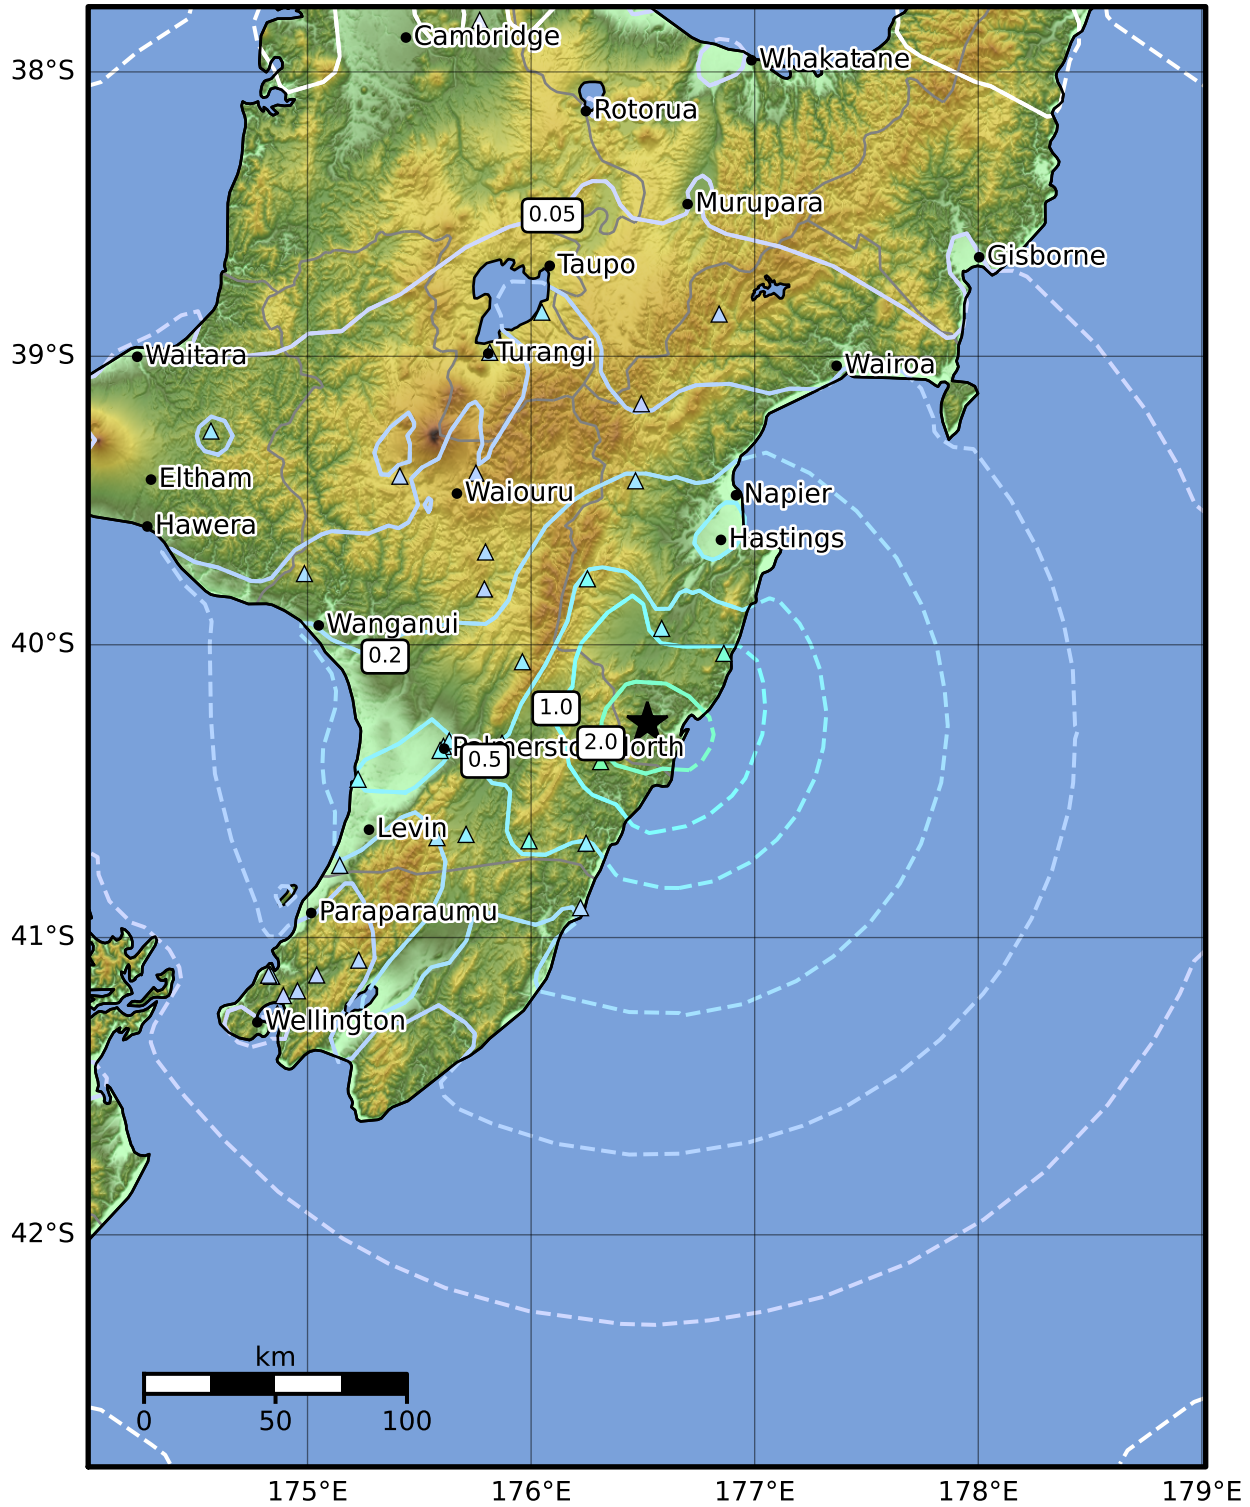 Cambridge
Whakatane
38°S
Rotorua
Murupara
0.05
Gisborne
Taupo
Turangi
39°S
Waitara
Wairoa
Eltham
Waiouru
Napier
Hawera
Hastings
Wanganui
40°S
0.2
1.0
2.0
Palmerston North
0.5
Levin
Paraparaumu
41°S
Wellington
42°S
km
0 50 100
175°E 176°E 177°E 178°E 179°E